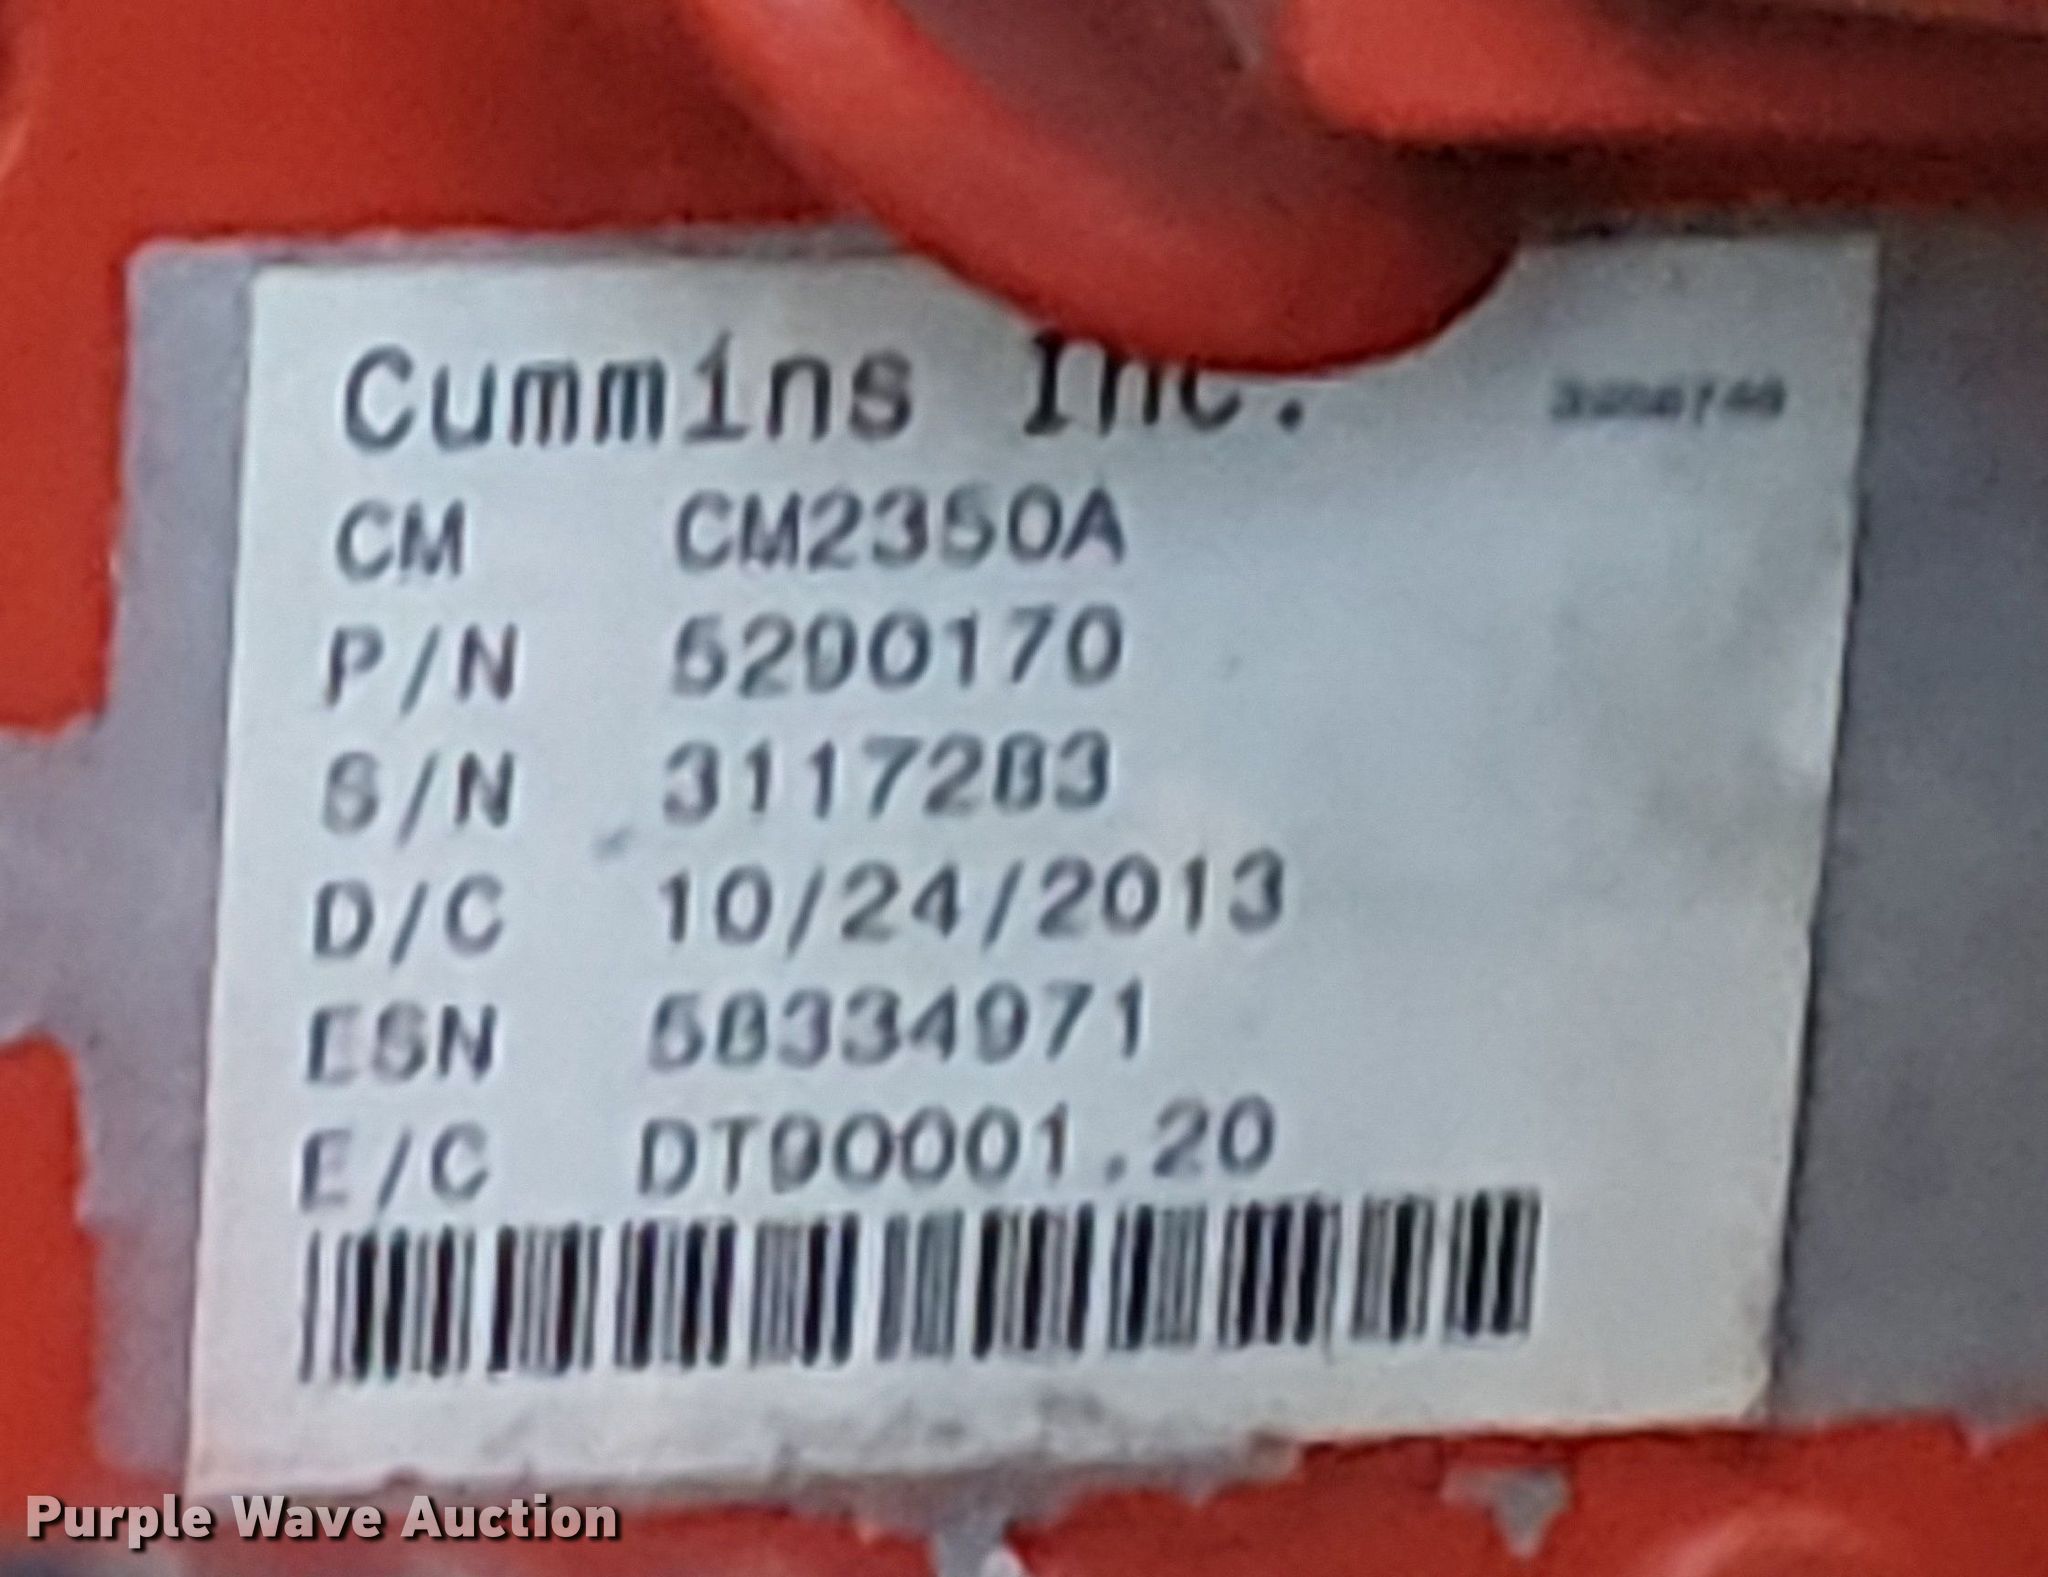 Cummins Inc.
CM CM2350A
P/N 5290170
S/N 3117283
D/C 10/24/2013
ESN 58334971
E/C DT90001.20
Purple Wave Auction